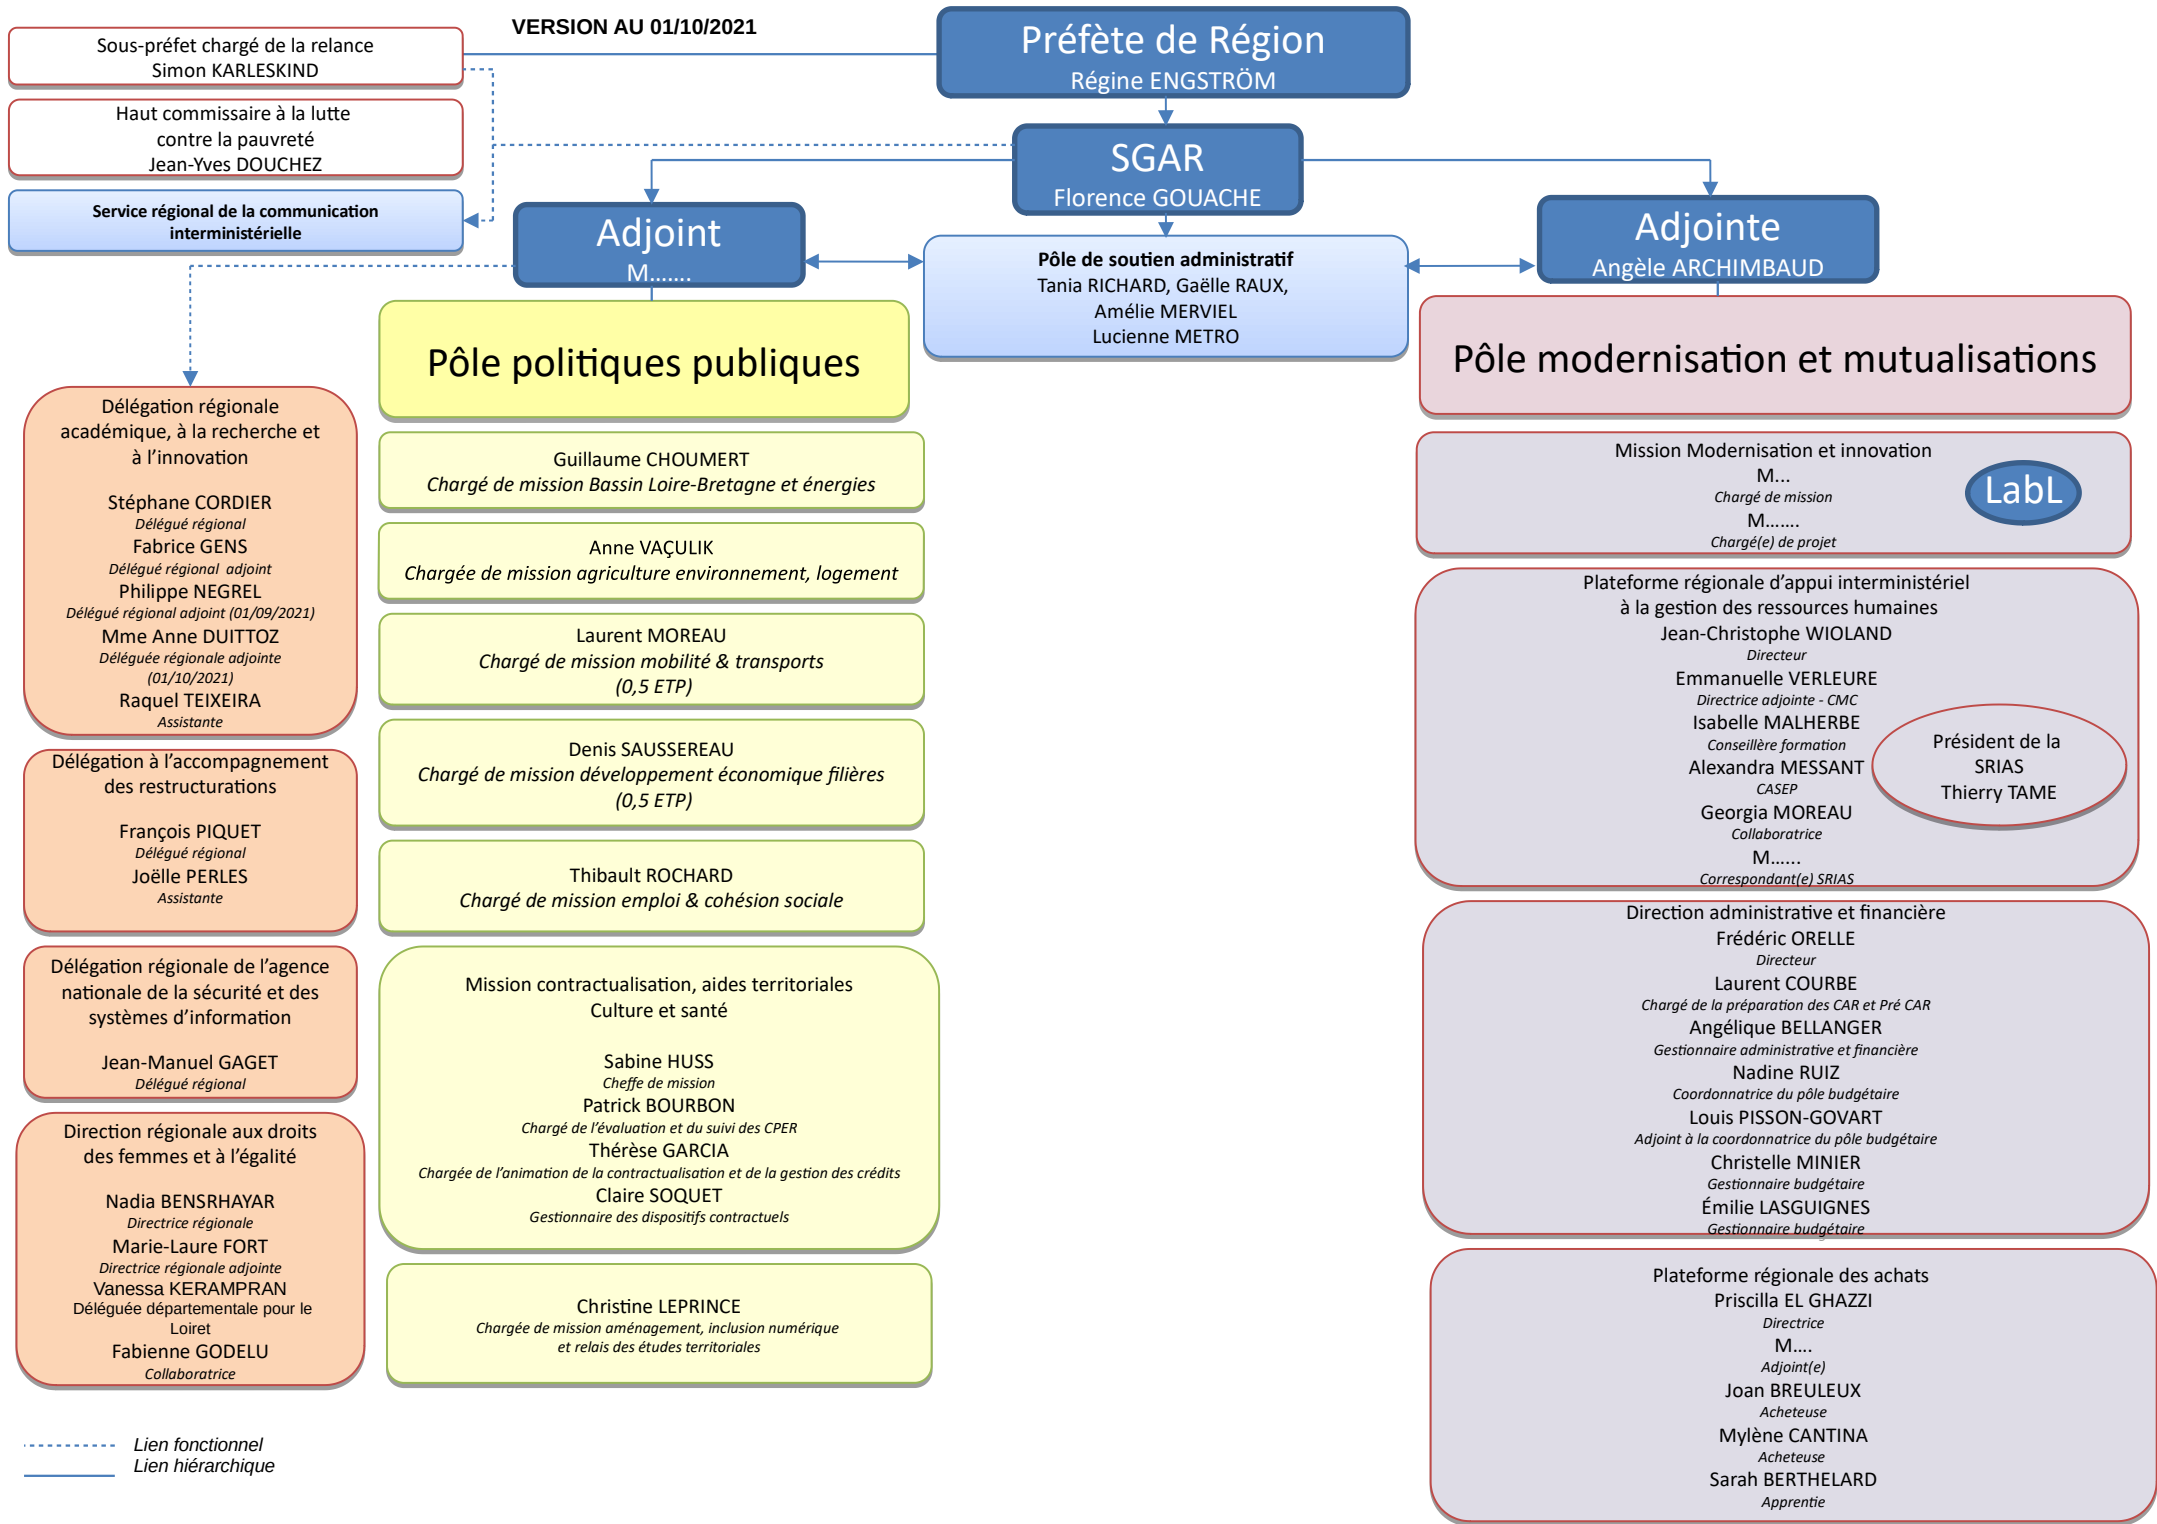 VERSION AU 01/10/2021
Sous-préfet chargé de la relance
Simon KARLESKIND
Haut commissaire à la lutte
contre la pauvreté
Jean-Yves DOUCHEZ
Service régional de la communication
interministérielle
Préfète de Région
Régine ENGSTRÖM
SGAR
Florence GOUACHE
Adjoint
M.......
Pôle de soutien administratif
Tania RICHARD, Gaëlle RAUX,
Amélie MERVIEL
Lucienne METRO
Adjointe
Angèle ARCHIMBAUD
Délégation régionale
académique, à la recherche et
à l’innovation
Stéphane CORDIER
Délégué régional
Fabrice GENS
Délégué régional  adjoint
Philippe NEGREL
Délégué régional adjoint (01/09/2021)
Mme Anne DUITTOZ
Déléguée régionale adjointe
(01/10/2021)
Raquel TEIXEIRA
Assistante
Délégation à l’accompagnement
des restructurations
François PIQUET
Délégué régional
Joëlle PERLES
Assistante
Délégation régionale de l’agence
nationale de la sécurité et des
systèmes d’information
Jean-Manuel GAGET
Délégué régional
Direction régionale aux droits
des femmes et à l’égalité
Nadia BENSRHAYAR
Directrice régionale
Marie-Laure FORT
Directrice régionale adjointe
Vanessa KERAMPRAN
Déléguée départementale pour le
Loiret
Fabienne GODELU
Collaboratrice
Pôle politiques publiques
Guillaume CHOUMERT
Chargé de mission Bassin Loire-Bretagne et énergies
Anne VAÇULIK
Chargée de mission agriculture environnement, logement
Laurent MOREAU
Chargé de mission mobilité & transports
(0,5 ETP)
Denis SAUSSEREAU
Chargé de mission développement économique filières
(0,5 ETP)
Thibault ROCHARD
Chargé de mission emploi & cohésion sociale
Mission contractualisation, aides territoriales
Culture et santé
Sabine HUSS
Cheffe de mission
Patrick BOURBON
Chargé de l’évaluation et du suivi des CPER
Thérèse GARCIA
Chargée de l’animation de la contractualisation et de la gestion des crédits
Claire SOQUET
Gestionnaire des dispositifs contractuels
Christine LEPRINCE
Chargée de mission aménagement, inclusion numérique
et relais des études territoriales
Pôle modernisation et mutualisations
Mission Modernisation et innovation
M...
Chargé de mission
M.......
Chargé(e) de projet
LabL
Plateforme régionale d’appui interministériel
à la gestion des ressources humaines
Jean-Christophe WIOLAND
Directeur
Emmanuelle VERLEURE
Directrice adjointe - CMC
Isabelle MALHERBE
Conseillère formation
Alexandra MESSANT
CASEP
Georgia MOREAU
Collaboratrice
M......
Correspondant(e) SRIAS
Président de la
SRIAS
Thierry TAME
Direction administrative et financière
Frédéric ORELLE
Directeur
Laurent COURBE
Chargé de la préparation des CAR et Pré CAR
Angélique BELLANGER
Gestionnaire administrative et financière
Nadine RUIZ
Coordonnatrice du pôle budgétaire
Louis PISSON-GOVART
Adjoint à la coordonnatrice du pôle budgétaire
Christelle MINIER
Gestionnaire budgétaire
Émilie LASGUIGNES
Gestionnaire budgétaire
Plateforme régionale des achats
Priscilla EL GHAZZI
Directrice
M....
Adjoint(e)
Joan BREULEUX
Acheteuse
Mylène CANTINA
Acheteuse
Sarah BERTHELARD
Apprentie
Lien fonctionnel
Lien hiérarchique